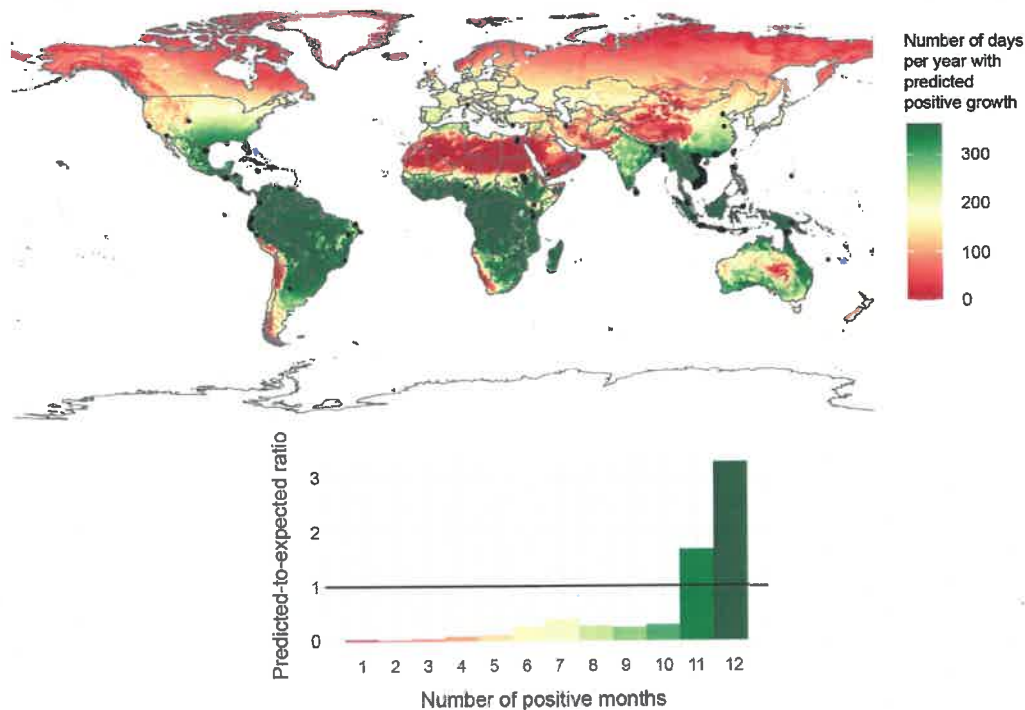 Number of days
per year with
predicted
positive growth
300
200
100
0
Predicted-to-expected ratio
3
2
1
0
1 2 3 4 5 6 7 8 9 10 11 12
Number of positive months